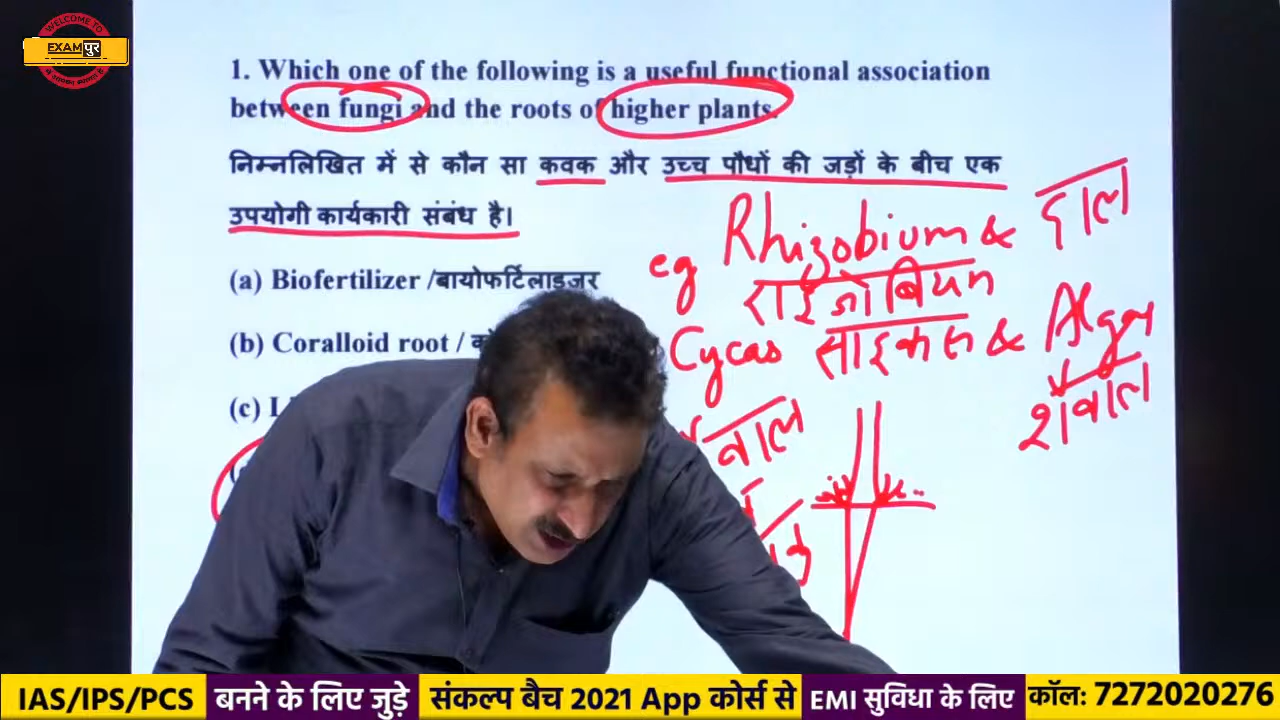 WELCOME TO
EXAMपुर
1. Which one of the following is a useful functional association
between fungi and the roots of higher plants.
निम्नलिखित में से कौन सा कवक और उच्च पौधों की जड़ों के बीच एक
उपयोगी कार्यकारी संबंध है।
eg Rhizobium & दाल
राइजोबियम
(a) Biofertilizer /बायोफर्टिलाइजर
Cycas साइकस & Algae
शैवाल
(b) Coralloid root /
(c)
IAS/IPS/PCS बनने के लिए जुड़े संकल्प बैच 2021 App कोर्स से EMI सुविधा के लिए कॉल: 7272020276